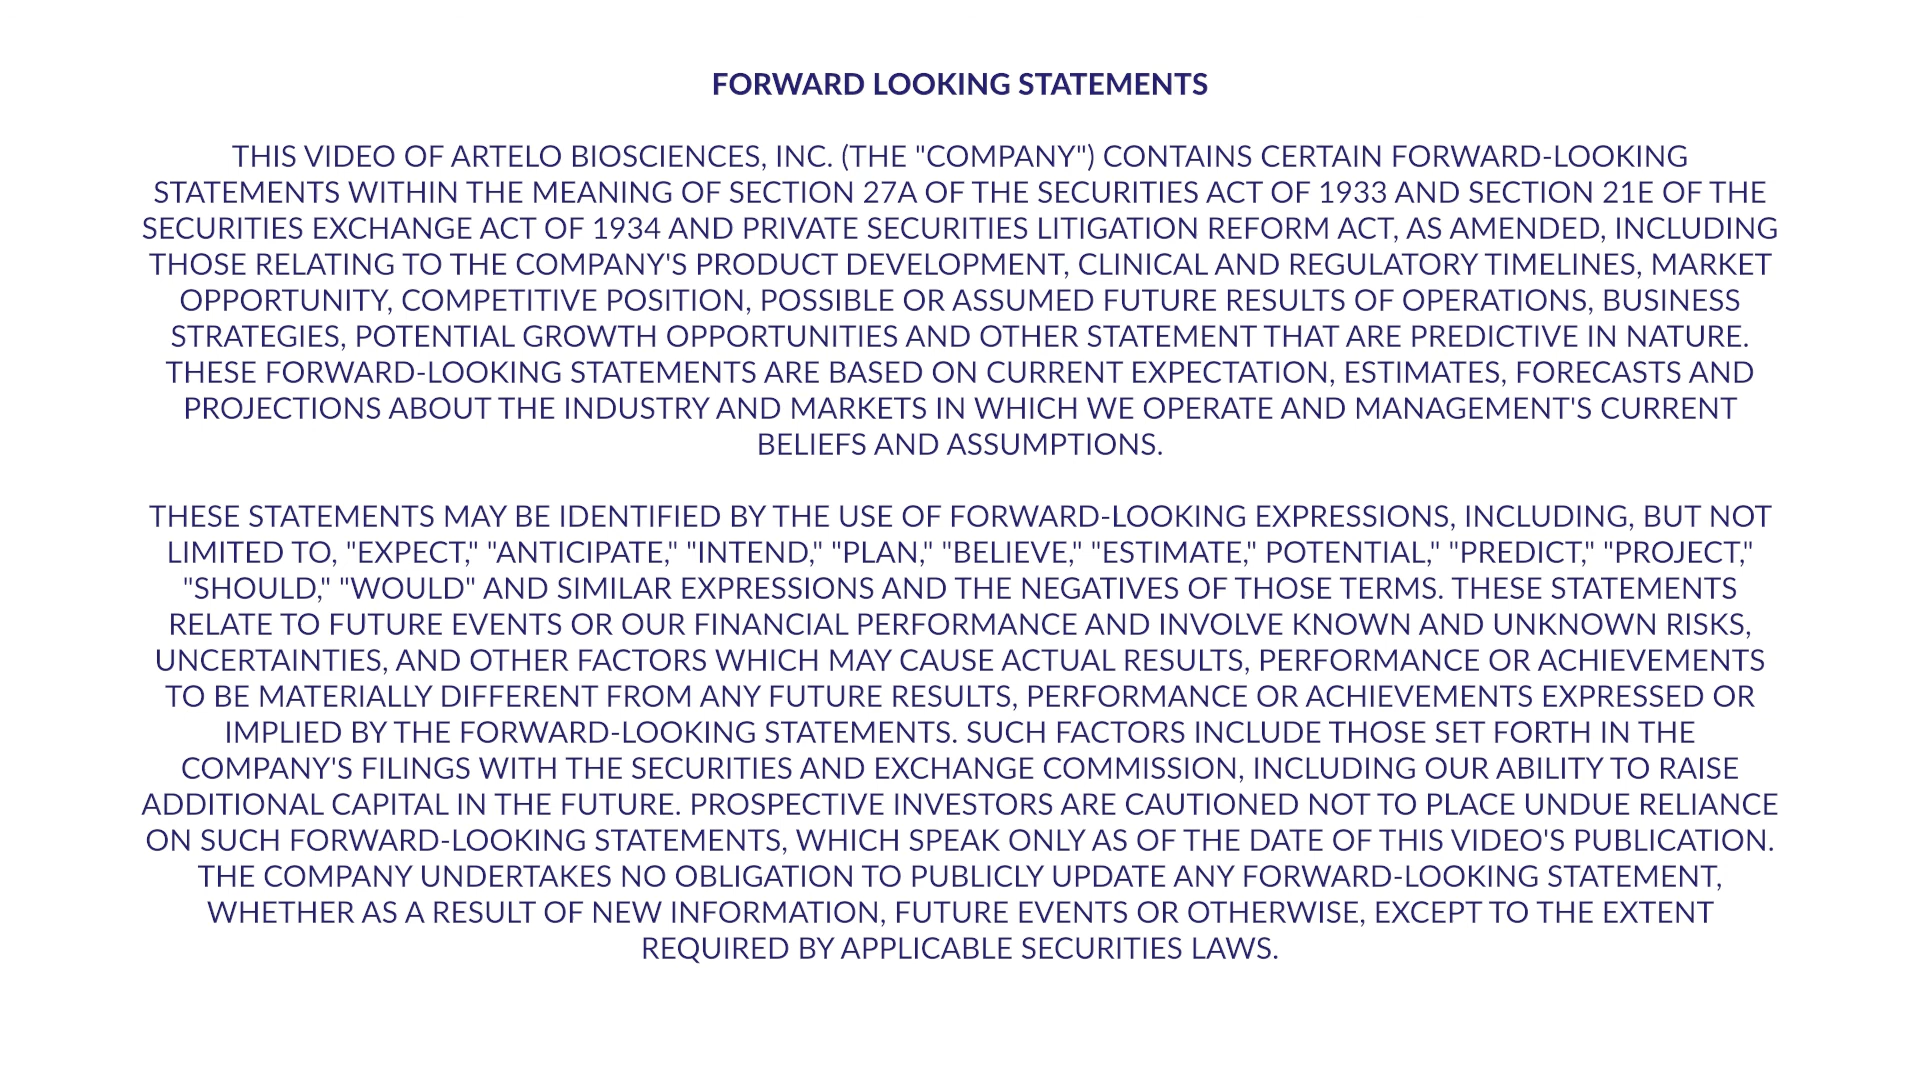 FORWARD LOOKING STATEMENTS
THIS VIDEO OF ARTELO BIOSCIENCES, INC. (THE "COMPANY") CONTAINS CERTAIN FORWARD-LOOKING
STATEMENTS WITHIN THE MEANING OF SECTION 27A OF THE SECURITIES ACT OF 1933 AND SECTION 21E OF THE
SECURITIES EXCHANGE ACT OF 1934 AND PRIVATE SECURITIES LITIGATION REFORM ACT, AS AMENDED, INCLUDING
THOSE RELATING TO THE COMPANY'S PRODUCT DEVELOPMENT, CLINICAL AND REGULATORY TIMELINES, MARKET
OPPORTUNITY, COMPETITIVE POSITION, POSSIBLE OR ASSUMED FUTURE RESULTS OF OPERATIONS, BUSINESS
STRATEGIES, POTENTIAL GROWTH OPPORTUNITIES AND OTHER STATEMENT THAT ARE PREDICTIVE IN NATURE.
THESE FORWARD-LOOKING STATEMENTS ARE BASED ON CURRENT EXPECTATION, ESTIMATES, FORECASTS AND
PROJECTIONS ABOUT THE INDUSTRY AND MARKETS IN WHICH WE OPERATE AND MANAGEMENT'S CURRENT
BELIEFS AND ASSUMPTIONS.
THESE STATEMENTS MAY BE IDENTIFIED BY THE USE OF FORWARD-LOOKING EXPRESSIONS, INCLUDING, BUT NOT
LIMITED TO, "EXPECT," "ANTICIPATE," "INTEND," "PLAN," "BELIEVE," "ESTIMATE," POTENTIAL," "PREDICT," "PROJECT,"
"SHOULD," "WOULD" AND SIMILAR EXPRESSIONS AND THE NEGATIVES OF THOSE TERMS. THESE STATEMENTS
RELATE TO FUTURE EVENTS OR OUR FINANCIAL PERFORMANCE AND INVOLVE KNOWN AND UNKNOWN RISKS,
UNCERTAINTIES, AND OTHER FACTORS WHICH MAY CAUSE ACTUAL RESULTS, PERFORMANCE OR ACHIEVEMENTS
TO BE MATERIALLY DIFFERENT FROM ANY FUTURE RESULTS, PERFORMANCE OR ACHIEVEMENTS EXPRESSED OR
IMPLIED BY THE FORWARD-LOOKING STATEMENTS. SUCH FACTORS INCLUDE THOSE SET FORTH IN THE
COMPANY'S FILINGS WITH THE SECURITIES AND EXCHANGE COMMISSION, INCLUDING OUR ABILITY TO RAISE
ADDITIONAL CAPITAL IN THE FUTURE. PROSPECTIVE INVESTORS ARE CAUTIONED NOT TO PLACE UNDUE RELIANCE
ON SUCH FORWARD-LOOKING STATEMENTS, WHICH SPEAK ONLY AS OF THE DATE OF THIS VIDEO'S PUBLICATION.
THE COMPANY UNDERTAKES NO OBLIGATION TO PUBLICLY UPDATE ANY FORWARD-LOOKING STATEMENT,
WHETHER AS A RESULT OF NEW INFORMATION, FUTURE EVENTS OR OTHERWISE, EXCEPT TO THE EXTENT
REQUIRED BY APPLICABLE SECURITIES LAWS.